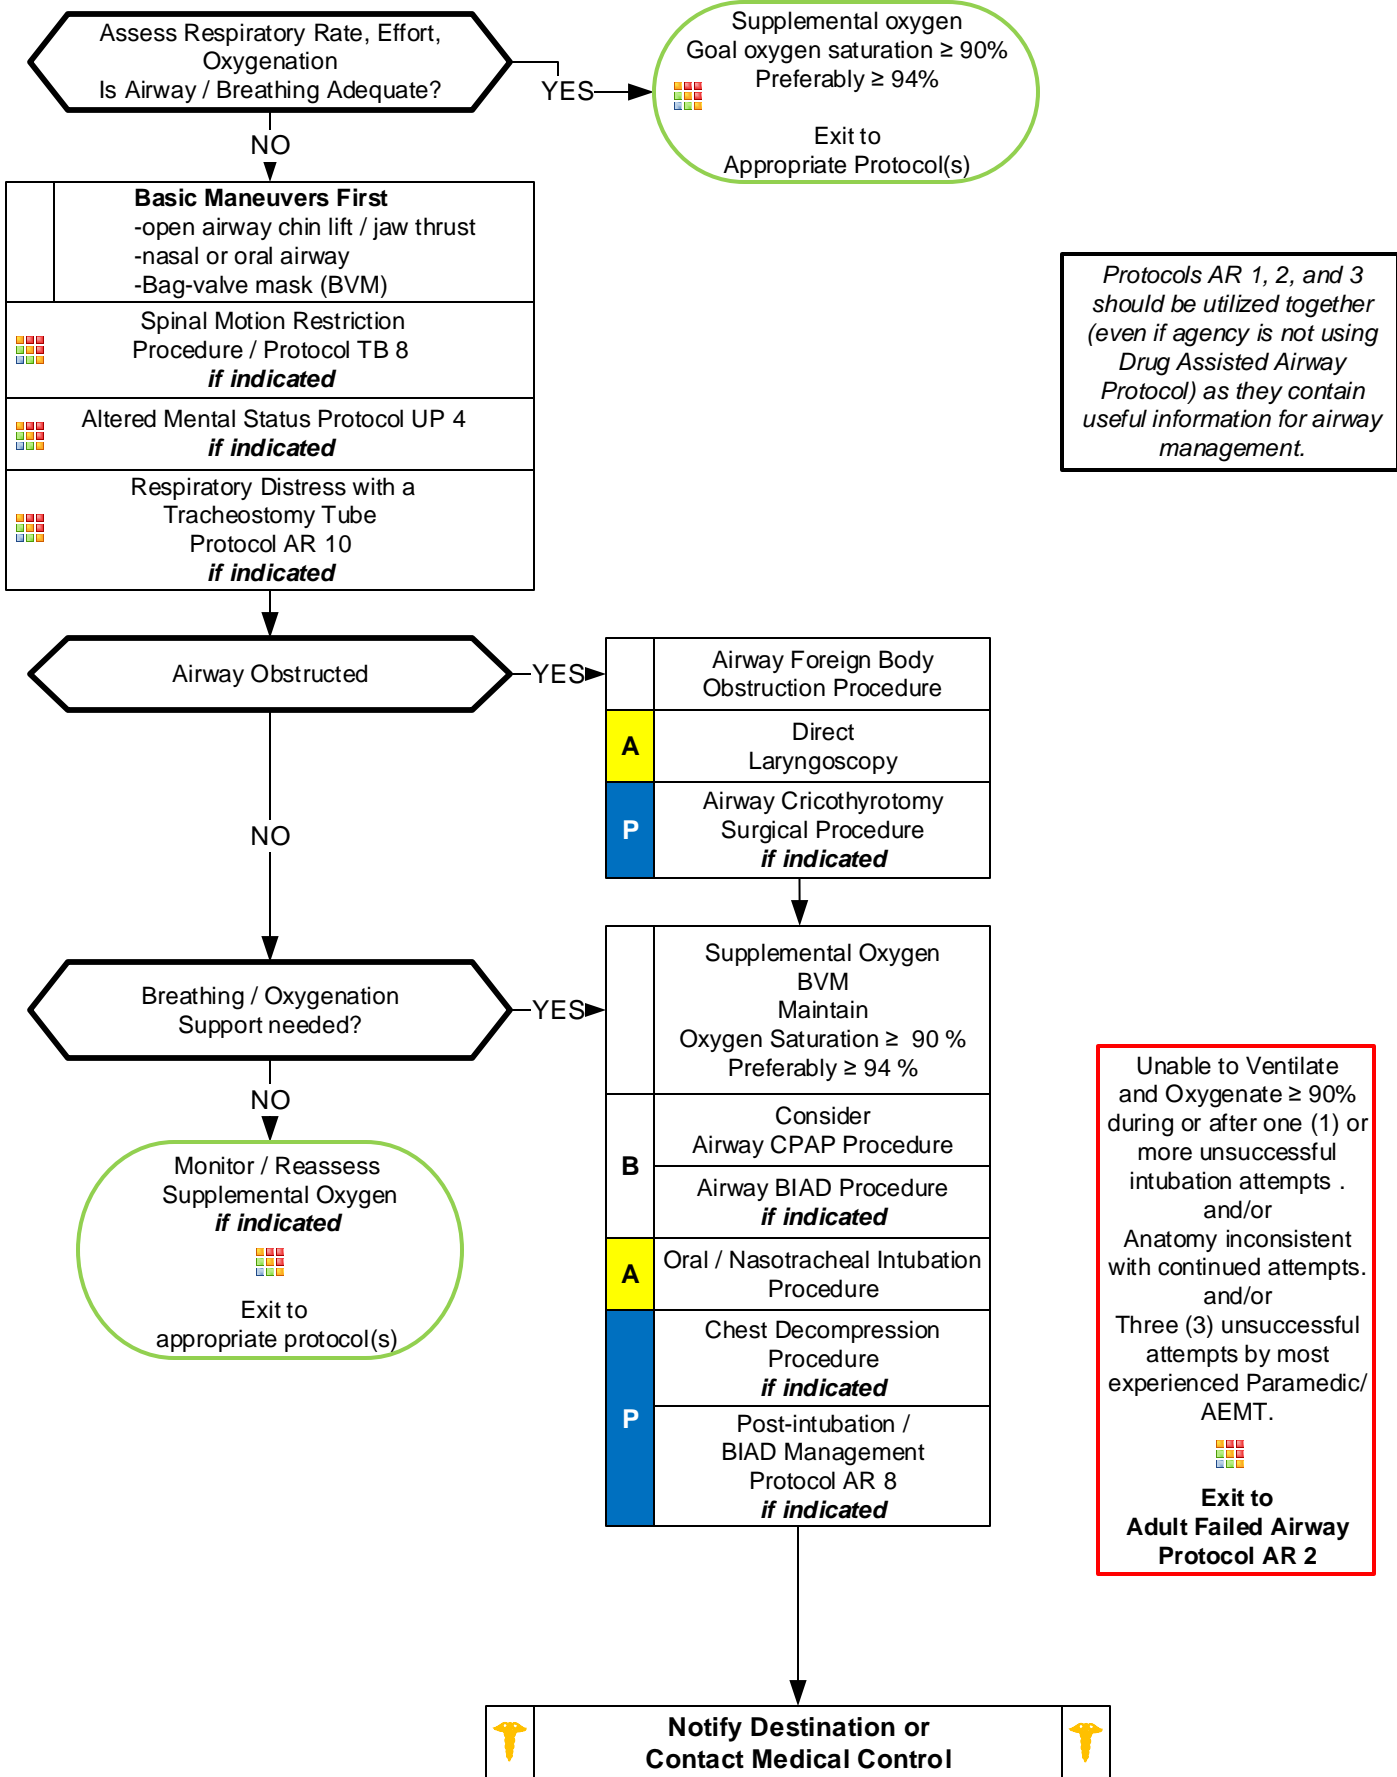 Assess Respiratory Rate, Effort,
Oxygenation
Is Airway / Breathing Adequate?
YES
Supplemental oxygen
Goal oxygen saturation ≥ 90%
Preferably ≥ 94%
Exit to
Appropriate Protocol(s)
NO
Basic Maneuvers First
-open airway chin lift / jaw thrust
-nasal or oral airway
-Bag-valve mask (BVM)
Spinal Motion Restriction
Procedure / Protocol TB 8
if indicated
Altered Mental Status Protocol UP 4
if indicated
Respiratory Distress with a
Tracheostomy Tube
Protocol AR 10
if indicated
Protocols AR 1, 2, and 3
should be utilized together
(even if agency is not using
Drug Assisted Airway
Protocol) as they contain
useful information for airway
management.
Airway Obstructed
YES
Airway Foreign Body
Obstruction Procedure
A
Direct
Laryngoscopy
P
Airway Cricothyrotomy
Surgical Procedure
if indicated
NO
Breathing / Oxygenation
Support needed?
YES
Supplemental Oxygen
BVM
Maintain
Oxygen Saturation ≥ 90 %
Preferably ≥ 94 %
B
Consider
Airway CPAP Procedure
Airway BIAD Procedure
if indicated
A
Oral / Nasotracheal Intubation
Procedure
P
Chest Decompression
Procedure
if indicated
Post-intubation /
BIAD Management
Protocol AR 8
if indicated
NO
Monitor / Reassess
Supplemental Oxygen
if indicated
Exit to
appropriate protocol(s)
Unable to Ventilate
and Oxygenate ≥ 90%
during or after one (1) or
more unsuccessful
intubation attempts .
and/or
Anatomy inconsistent
with continued attempts.
and/or
Three (3) unsuccessful
attempts by most
experienced Paramedic/
AEMT.
Exit to
Adult Failed Airway
Protocol AR 2
Notify Destination or
Contact Medical Control